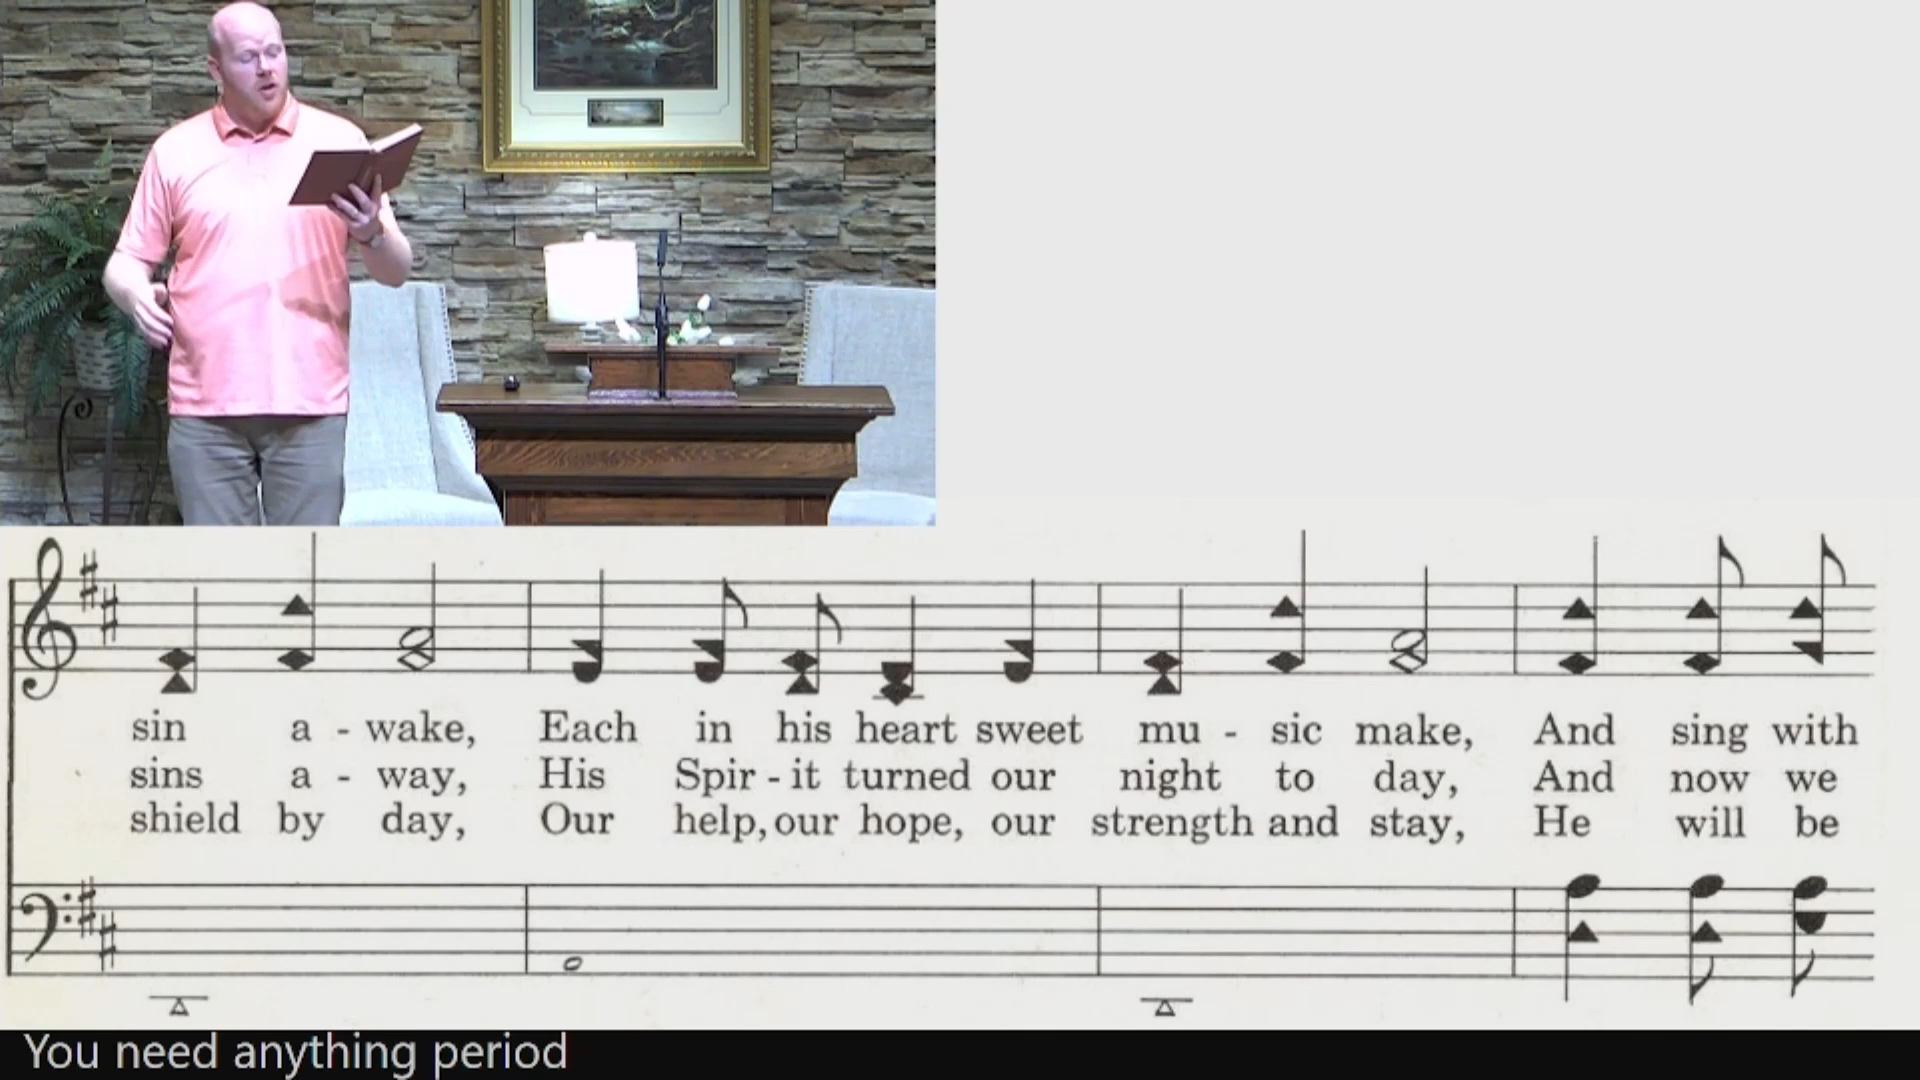 sin a - wake, Each in his heart sweet mu - sic make, And sing with
sins a - way, His Spir - it turned our night to day, And now we
shield by day, Our help, our hope, our strength and stay, He will be
You need anything period